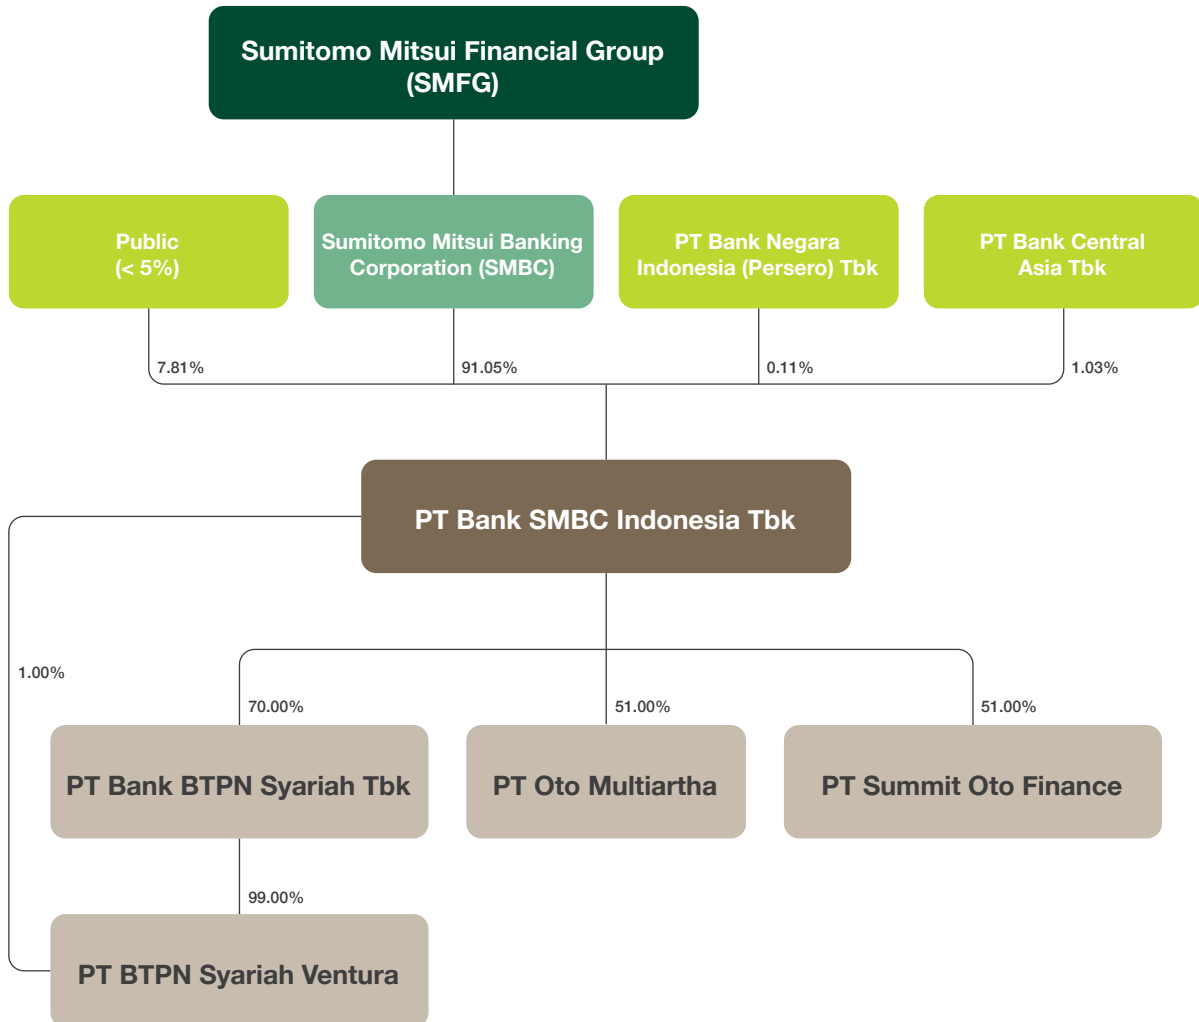 Sumitomo Mitsui Financial Group
(SMFG)
Public
(< 5%)
Sumitomo Mitsui Banking
Corporation (SMBC)
PT Bank Negara
Indonesia (Persero) Tbk
PT Bank Central
Asia Tbk
7.81%
91.05%
0.11%
1.03%
PT Bank SMBC Indonesia Tbk
1.00%
70.00%
51.00%
51.00%
PT Bank BTPN Syariah Tbk
PT Oto Multiartha
PT Summit Oto Finance
99.00%
PT BTPN Syariah Ventura